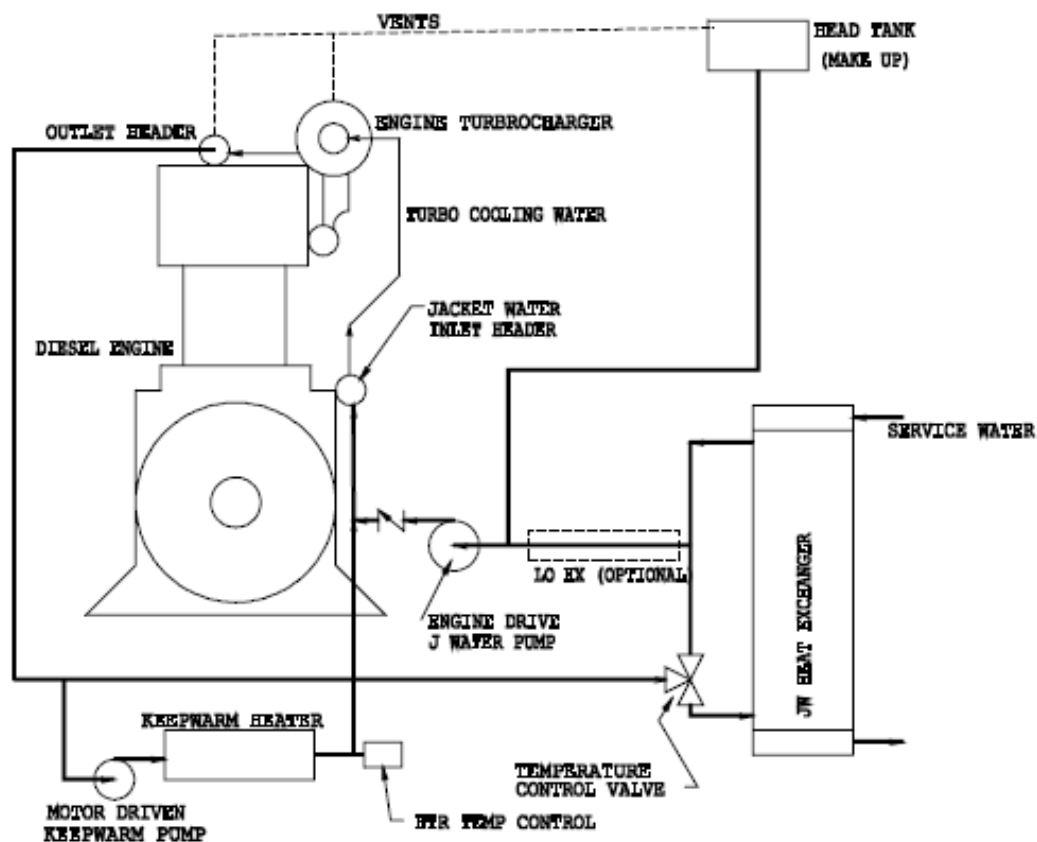 VENTS
HEAD TANK
(MAKE UP)
OUTLET HEADER
ENGINE TURBROCHARGER
TURBO COOLING WATER
JACKET WATER
INLET HEADER
DIESEL ENGINE
SERVICE WATER
LO HX (OPTIONAL)
JW HEAT EXCHANGER
ENGINE DRIVE
J WATER PUMP
KEEPWARM HEATER
TEMPERATURE
CONTROL VALVE
MOTOR DRIVEN
KEEPWARM PUMP
HTR TEMP CONTROL